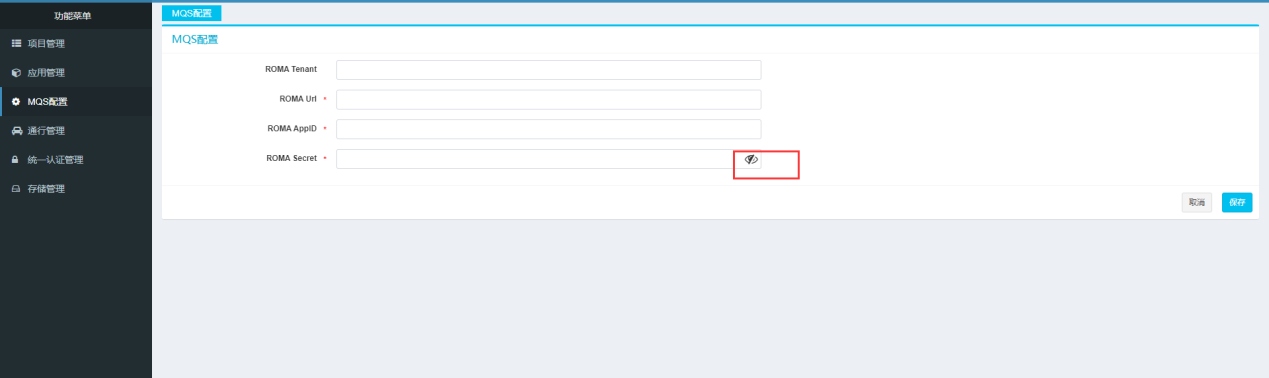 功能菜单
项目管理
应用管理
MQS配置
通行管理
统一认证管理
存储管理
MQS配置
MQS配置
ROMA Tenant
ROMA Url *
ROMA AppID *
ROMA Secret *
取消
保存